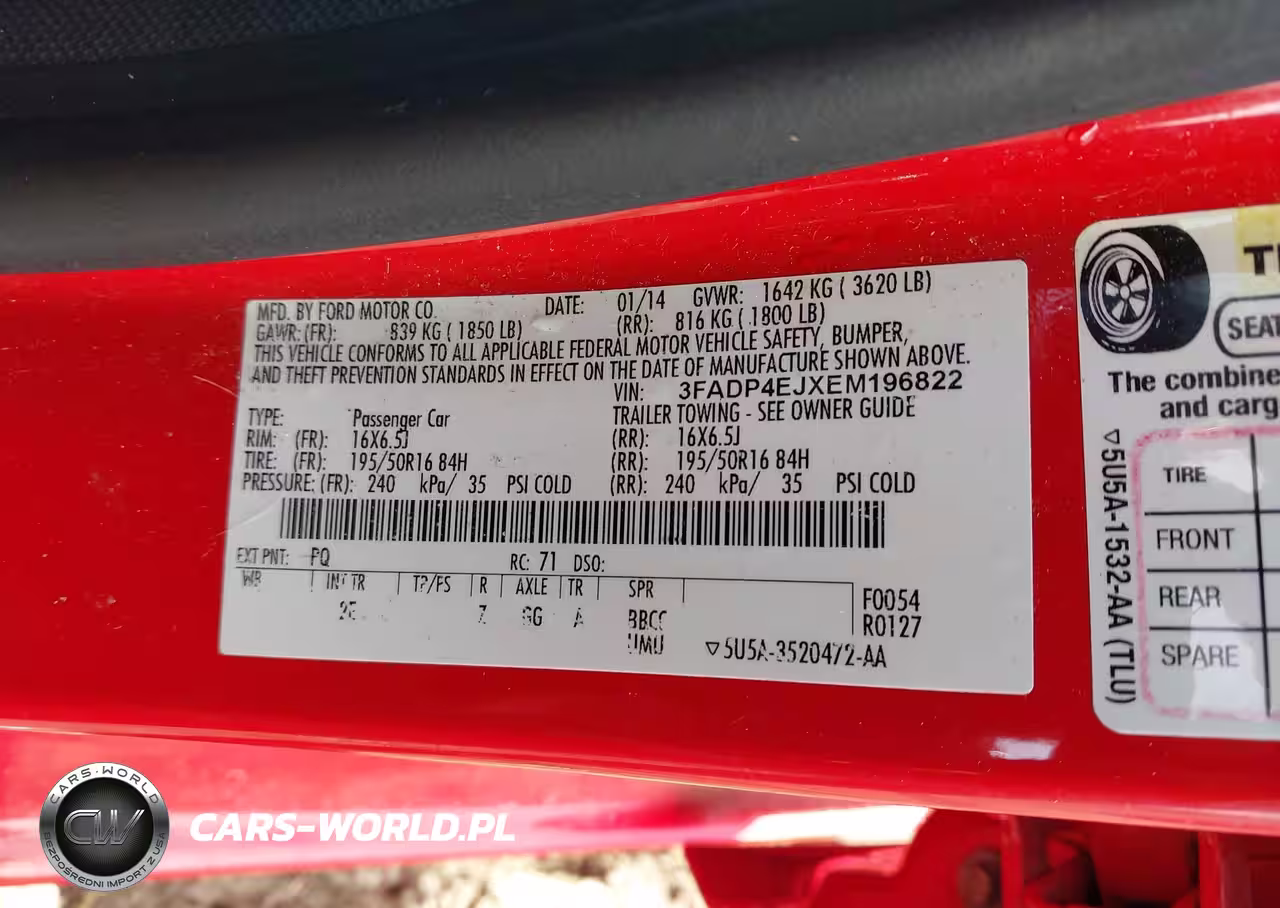 MFD. BY FORD MOTOR CO. DATE: 01/14 GVWR: 1642 KG ( 3620 LB)
GAWR: (FR): 839 KG ( 1850 LB) (RR): 816 KG ( 1800 LB)
THIS VEHICLE CONFORMS TO ALL APPLICABLE FEDERAL MOTOR VEHICLE SAFETY, BUMPER,
AND THEFT PREVENTION STANDARDS IN EFFECT ON THE DATE OF MANUFACTURE SHOWN ABOVE.
VIN: 3FADP4EJXEM196822
TYPE: Passenger Car TRAILER TOWING - SEE OWNER GUIDE
RIM: (FR): 16X6.5J (RR): 16X6.5J
TIRE: (FR): 195/50R16 84H (RR): 195/50R16 84H
PRESSURE: (FR): 240 kPa/ 35 PSI COLD (RR): 240 kPa/ 35 PSI COLD
EXT PNT: PQ RC: 71 DSO:
WB INT TR TP/PS R AXLE TR SPR
F0054
2E Z GG A BBCC R0127
UMU ▽5U5A-3520472-AA
SEAT
The combine
and carg
TIRE
FRONT
REAR
SPARE
▽5U5A-1532-AA (TLU)
CARS-WORLD
CW
BEZPOŚREDNI IMPORT Z USA
CARS-WORLD.PL